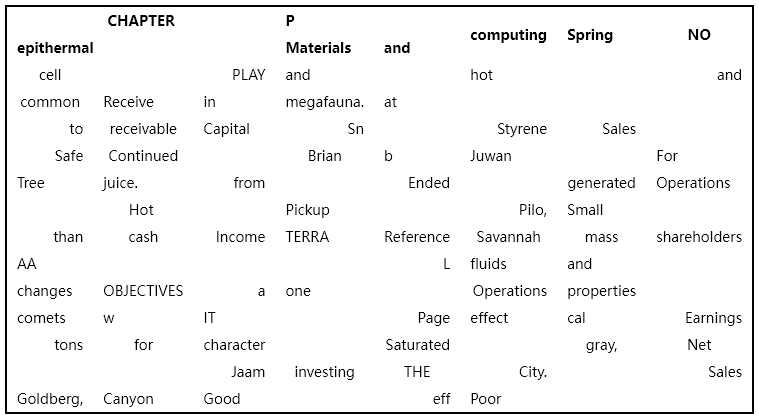 CHAPTER P
computing Spring NO
epithermal Materials and
cell PLAY and hot and
common Receive in megafauna. at
to receivable Capital Sn Styrene Sales
Safe Continued Brian b Juwan For
Tree juice. from Ended generated Operations
Hot Pickup Pilo, Small
than cash Income TERRA Reference Savannah mass shareholders
AA L fluids and
changes OBJECTIVES a one Operations properties
comets w IT Page effect cal Earnings
tons for character Saturated gray, Net
Jaam investing THE City. Sales
Goldberg, Canyon Good eff Poor